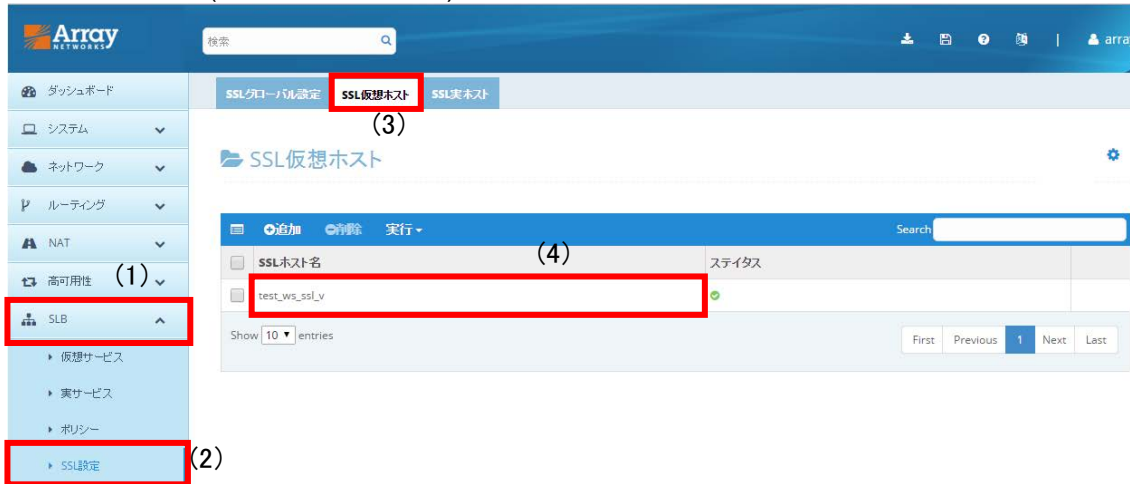 Array
NETWORKS
検索
arra
ダッシュボード
システム
ネットワーク
ルーティング
NAT
高可用性
(1)
SLB
仮想サービス
実サービス
ポリシー
SSL設定
(2)
SSLグローバル設定 SSL仮想ホスト SSL実ホスト
(3)
SSL仮想ホスト
追加 削除 実行 Search
(4)
SSLホスト名 ステイタス
test_ws_ssl_v
Show 10 entries
First Previous 1 Next Last